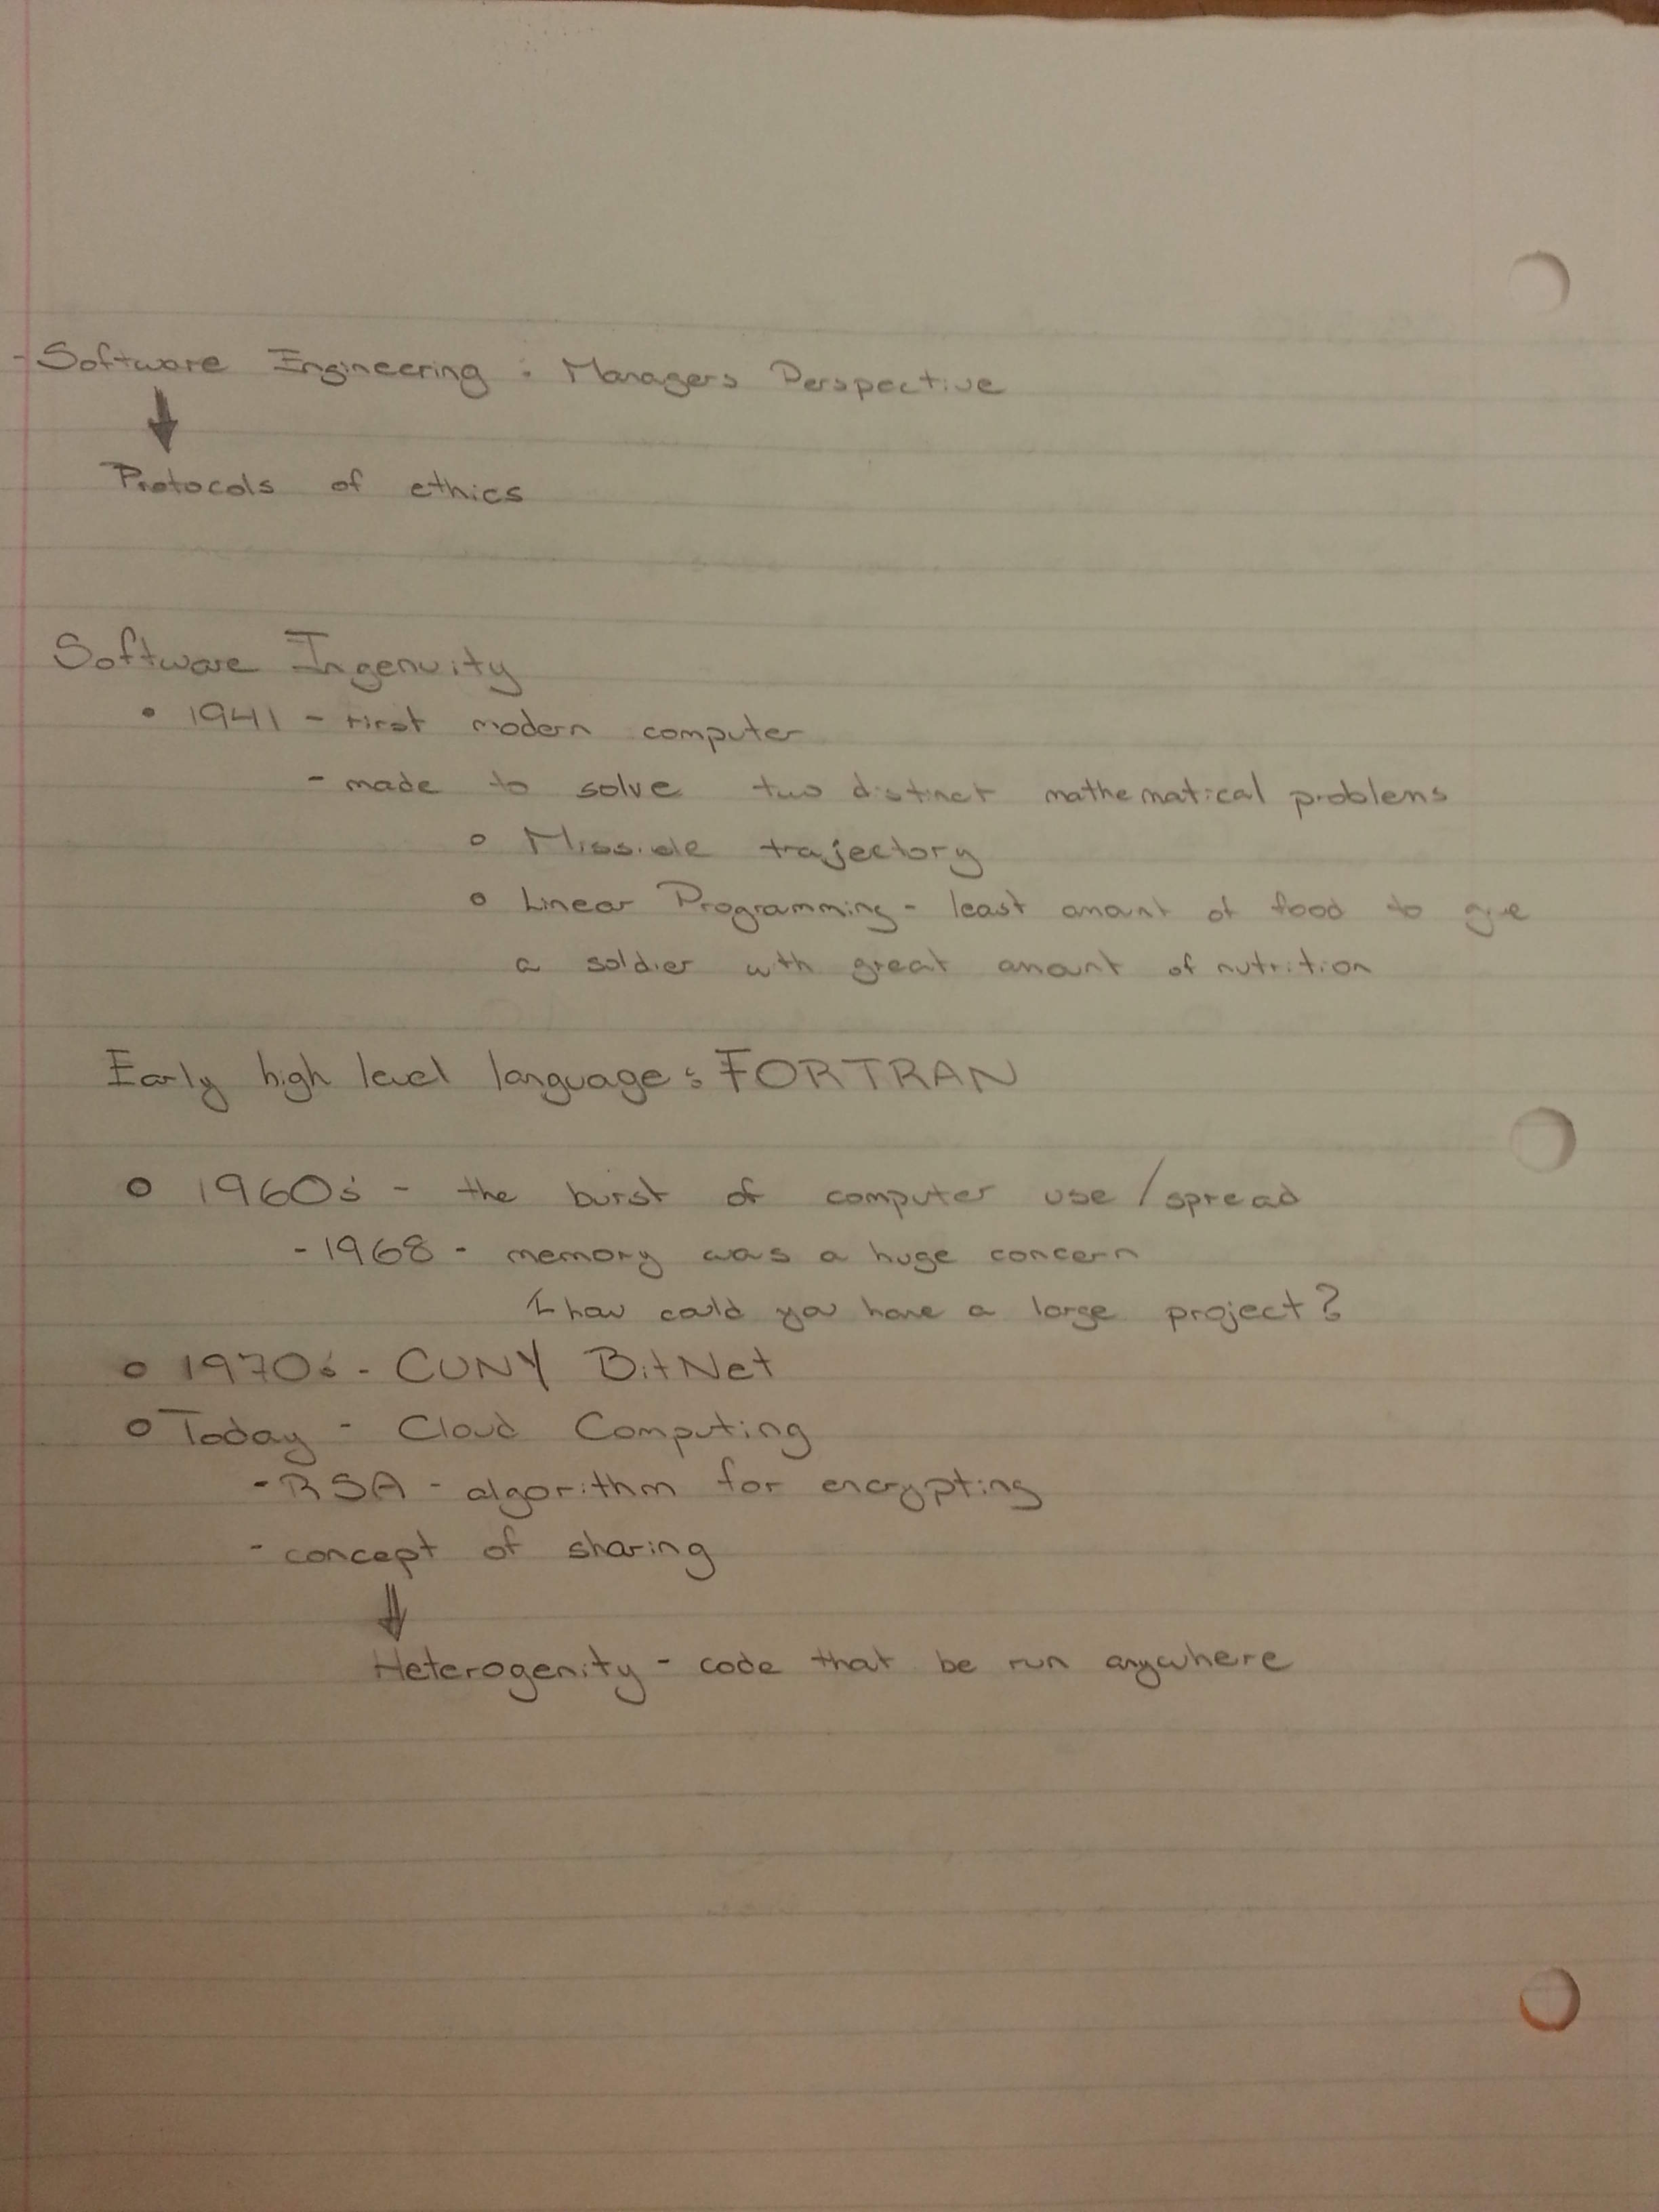 - Software Engineering : Managers Perspective
Protocols of ethics
Software Ingenuity
• 1941 - First modern computer
- made to solve two distinct mathematical problems
o Missile trajectory
o Linear Programming - least amount of food to give
a soldier with great amount of nutrition
Early high level language: FORTRAN
o 1960s - the burst of computer use / spread
- 1968 - memory was a huge concern
how could you have a large project?
o 1970s - CUNY BitNet
o Today - Cloud Computing
- RSA - algorithm for encrypting
- concept of sharing
Heterogenity - code that be run anywhere